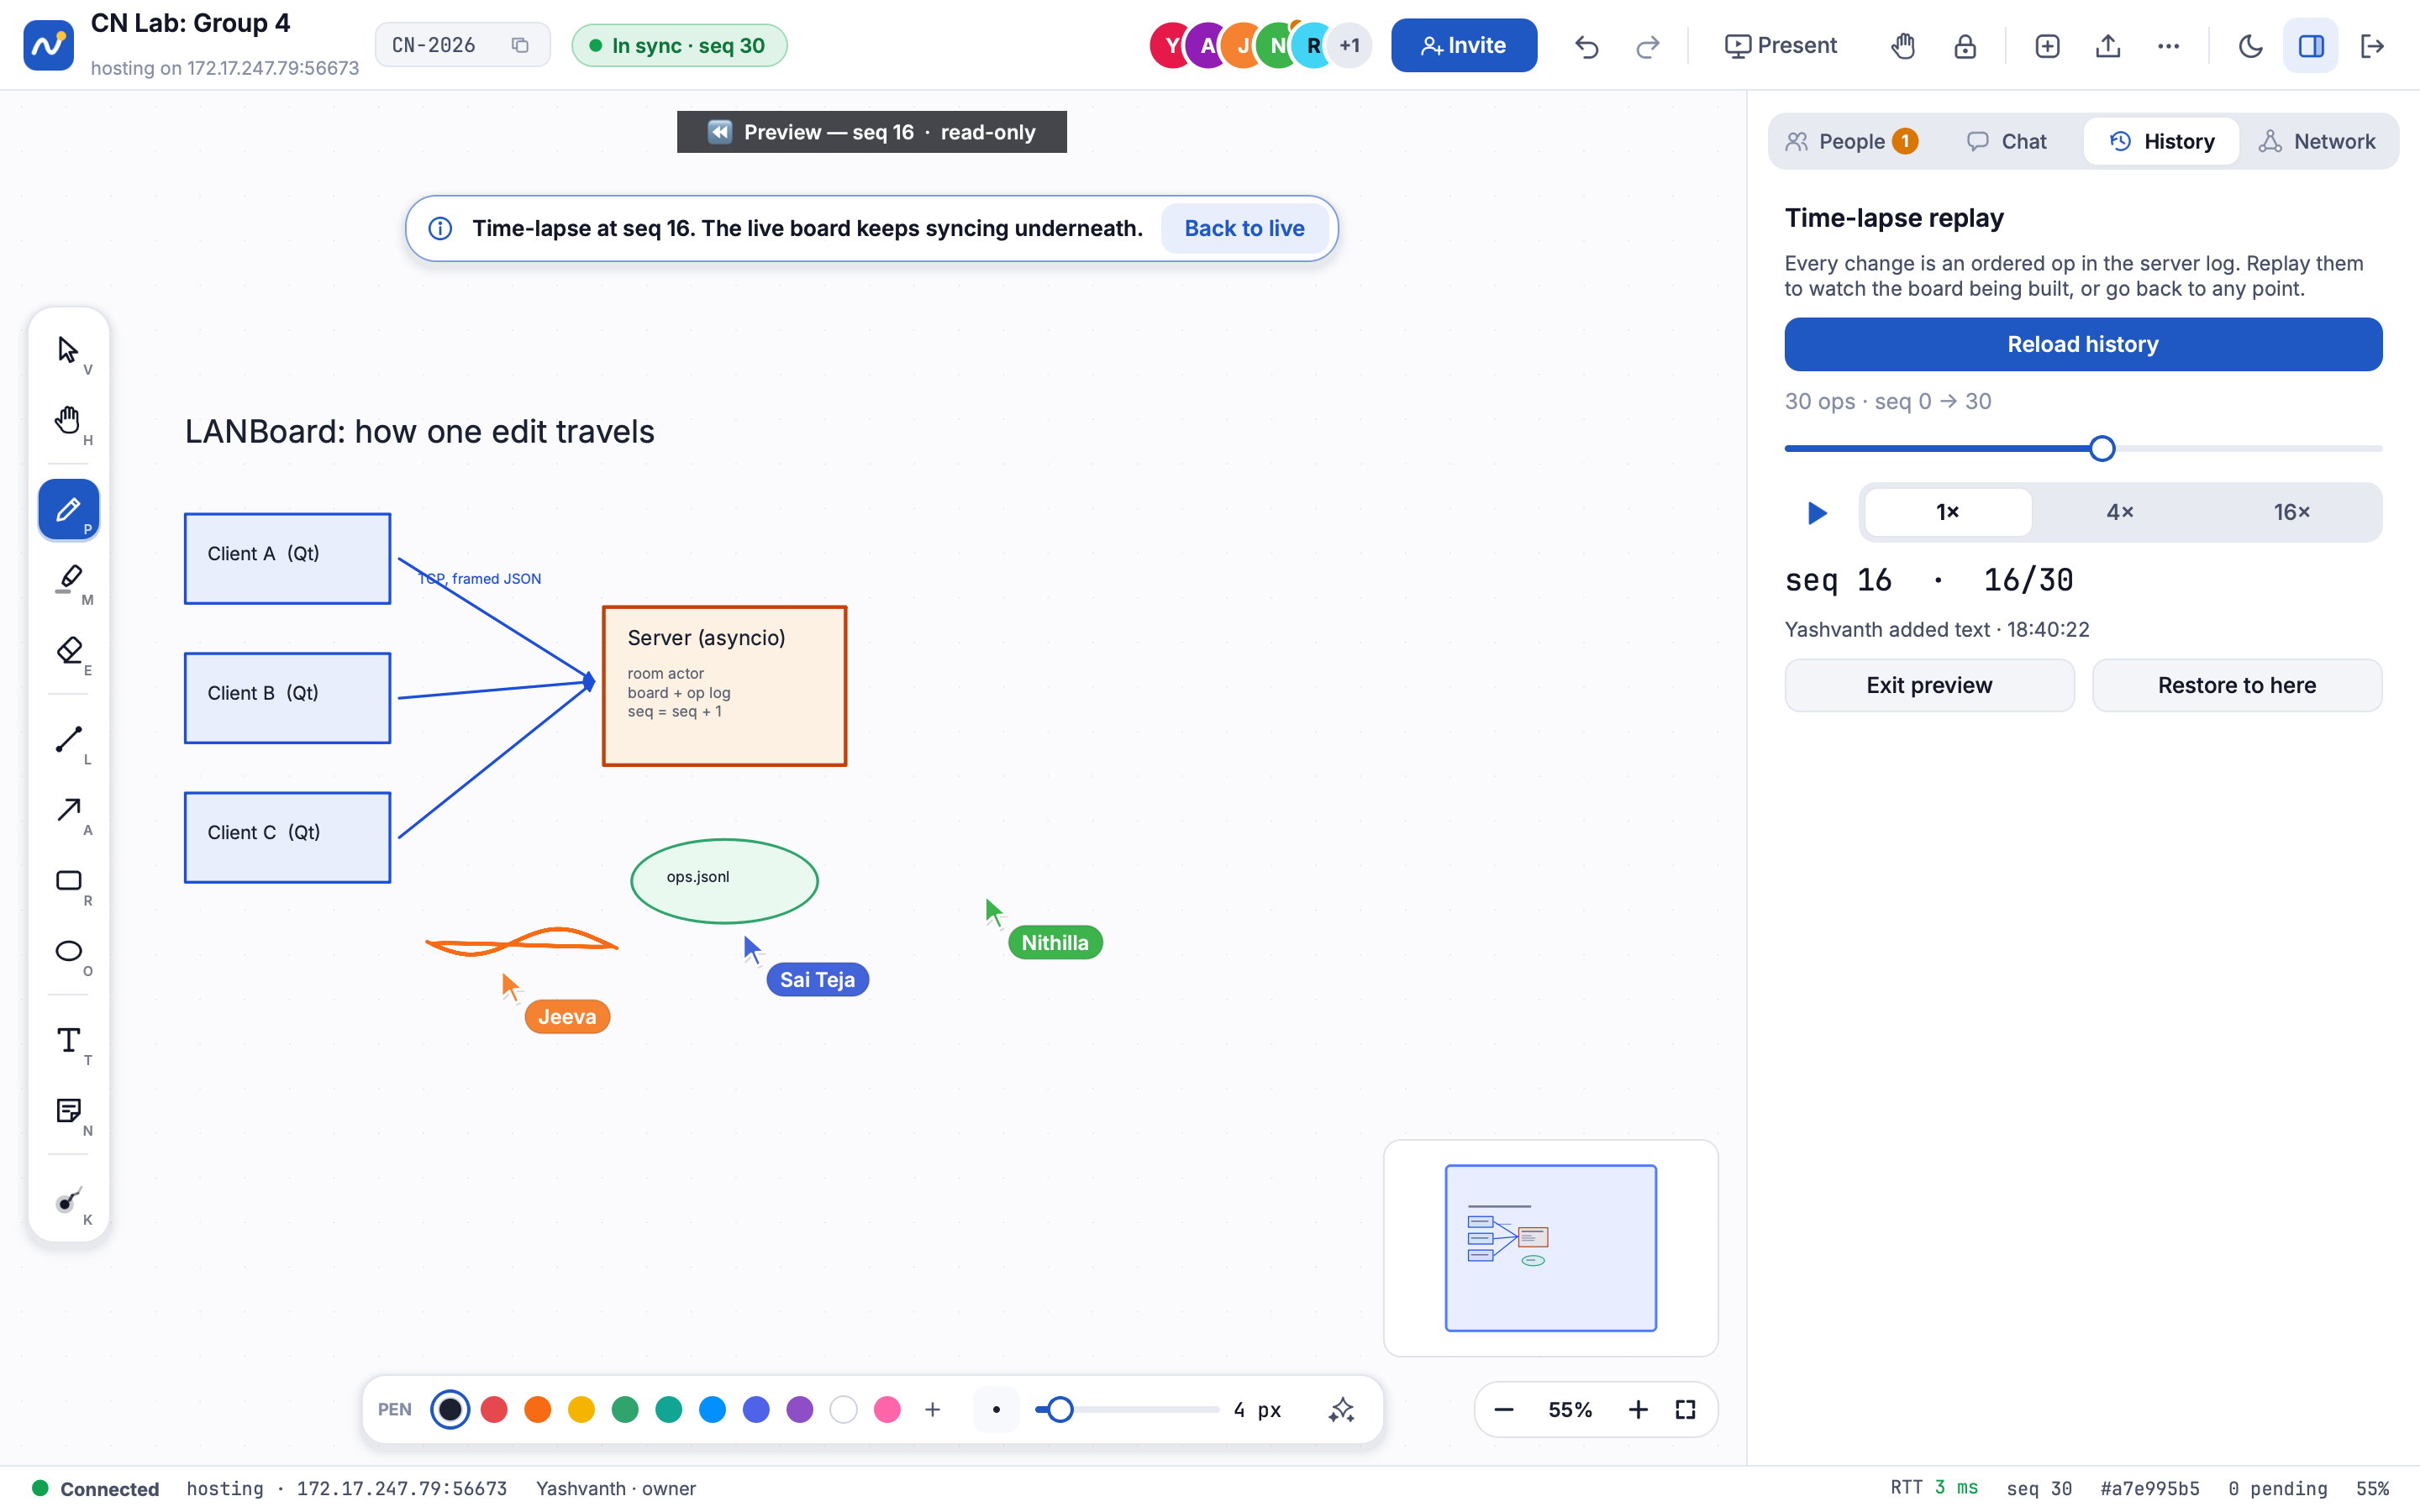 CN Lab: Group 4
hosting on 172.17.247.79:56673
CN-2026
In sync · seq 30
Y
A
J
N
R
+1
Invite
Present
Preview — seq 16 · read-only
Time-lapse at seq 16. The live board keeps syncing underneath.
Back to live
V
H
P
M
E
L
A
R
O
T
N
K
LANBoard: how one edit travels
Client A (Qt)
TCP, framed JSON
Client B (Qt)
Client C (Qt)
Server (asyncio)
room actor
board + op log
seq = seq + 1
ops.jsonl
Nithilla
Sai Teja
Jeeva
PEN
4 px
55%
People 1
Chat
History
Network
Time-lapse replay
Every change is an ordered op in the server log. Replay them
to watch the board being built, or go back to any point.
Reload history
30 ops · seq 0 → 30
1×
4×
16×
seq 16 · 16/30
Yashvanth added text · 18:40:22
Exit preview
Restore to here
Connected
hosting · 172.17.247.79:56673
Yashvanth · owner
RTT 3 ms
seq 30
#a7e995b5
0 pending
55%